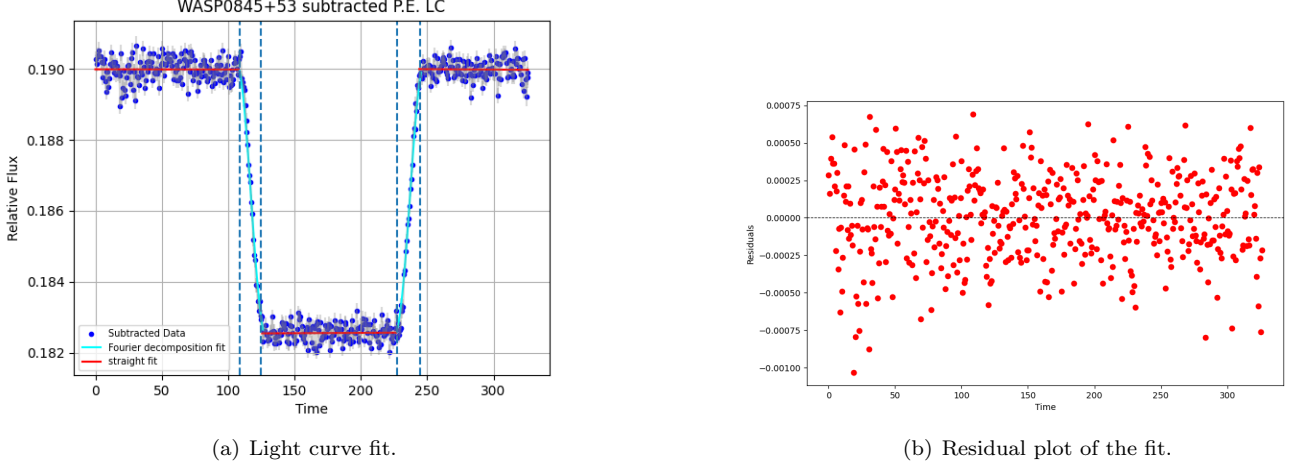 WASP0845+53 subtracted P.E. LC
Relative Flux
0.190
0.188
0.186
0.184
0.182
Subtracted Data
Fourier decomposition fit
straight fit
0 50 100 150 200 250 300
Time
(a) Light curve fit.
Residuals
0.00075
0.00050
0.00025
0.00000
−0.00025
−0.00050
−0.00075
−0.00100
0 50 100 150 200 250 300
Time
(b) Residual plot of the fit.